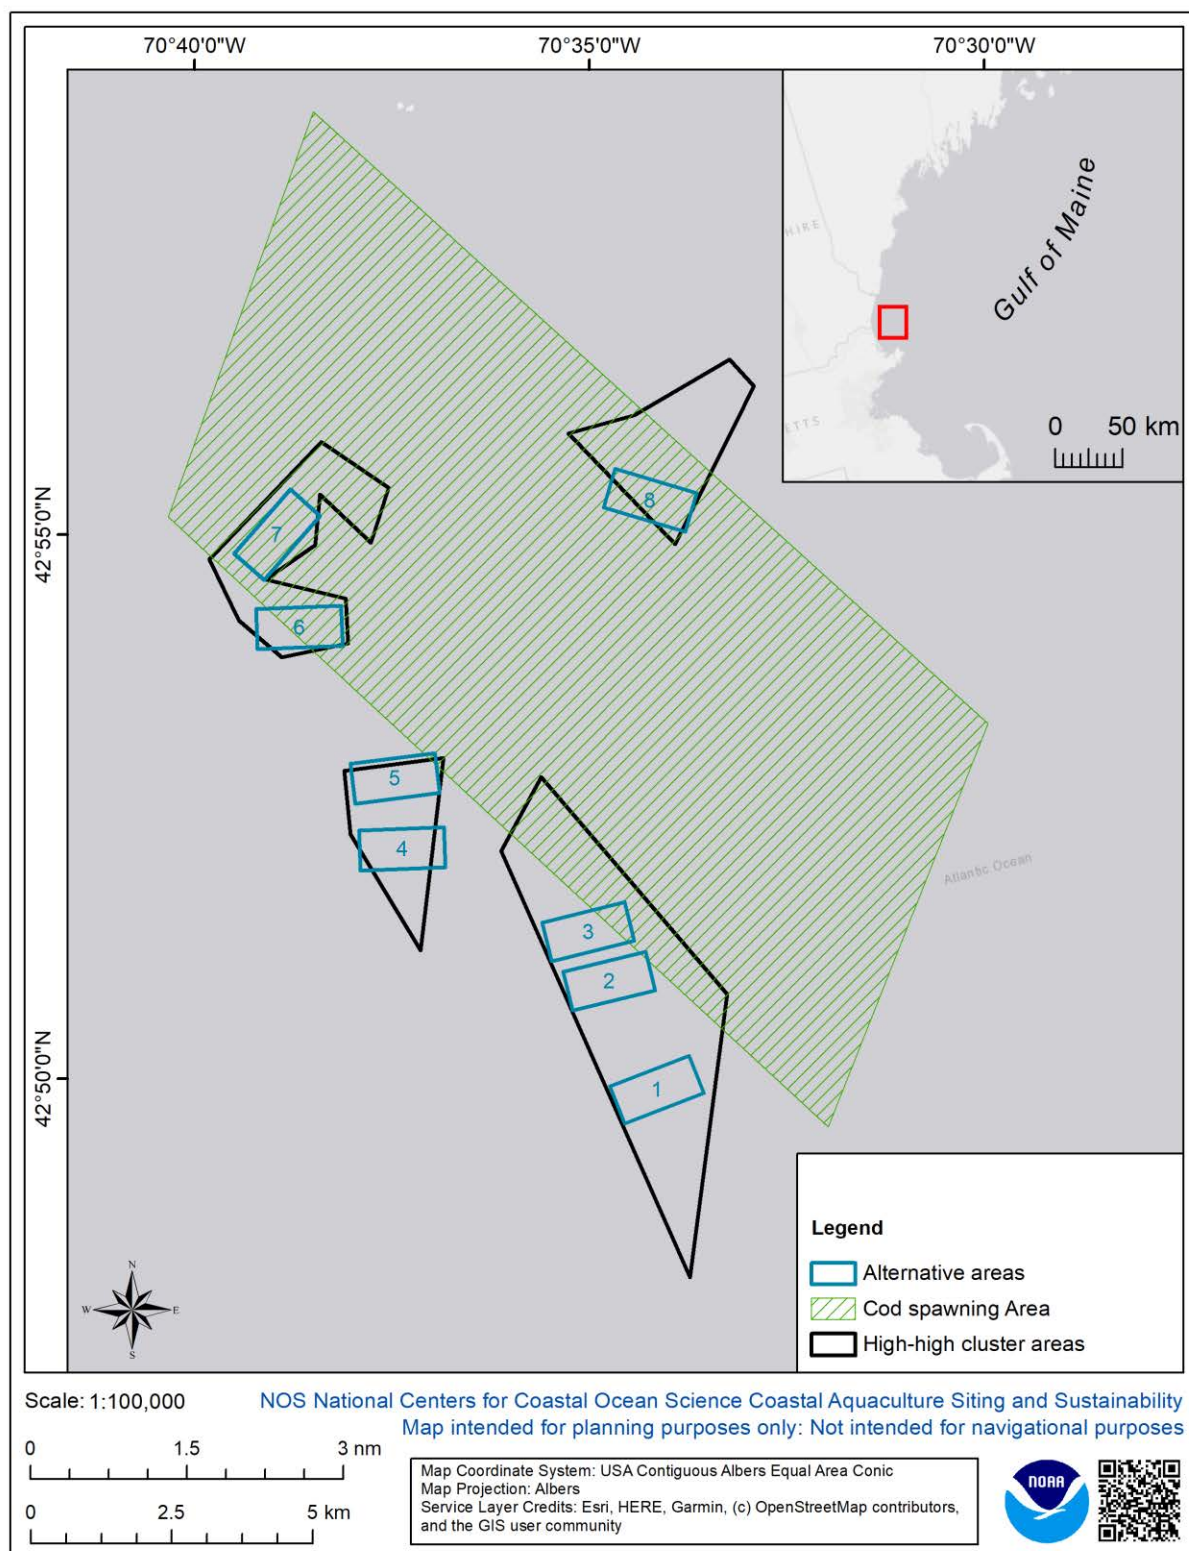 70°40'0"W
70°35'0"W
70°30'0"W
42°55'0"N
42°50'0"N
HIRE
ETTS
Gulf of Maine
0 50 km
8
7
6
5
4
3
2
1
Atlantic Ocean
N
W E
S
Legend
Alternative areas
Cod spawning Area
High-high cluster areas
Scale: 1:100,000
NOS National Centers for Coastal Ocean Science Coastal Aquaculture Siting and Sustainability
Map intended for planning purposes only: Not intended for navigational purposes
0 1.5 3 nm
0 2.5 5 km
Map Coordinate System: USA Contiguous Albers Equal Area Conic
Map Projection: Albers
Service Layer Credits: Esri, HERE, Garmin, (c) OpenStreetMap contributors,
and the GIS user community
NOAA